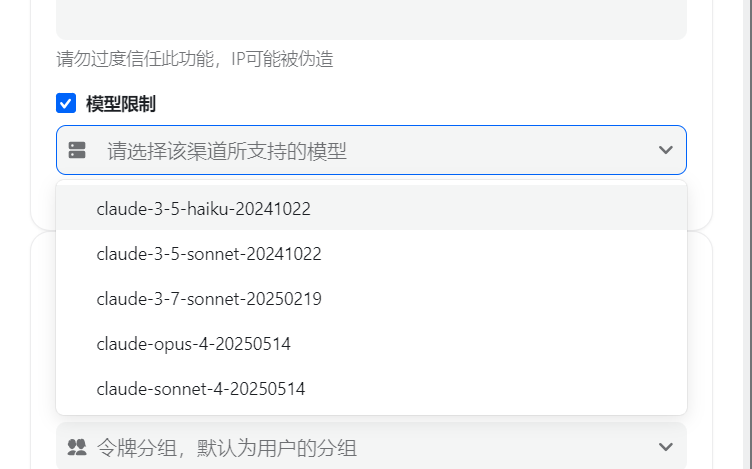 请勿过度信任此功能，IP可能被伪造
模型限制
请选择该渠道所支持的模型
claude-3-5-haiku-20241022
claude-3-5-sonnet-20241022
claude-3-7-sonnet-20250219
claude-opus-4-20250514
claude-sonnet-4-20250514
令牌分组，默认为用户的分组